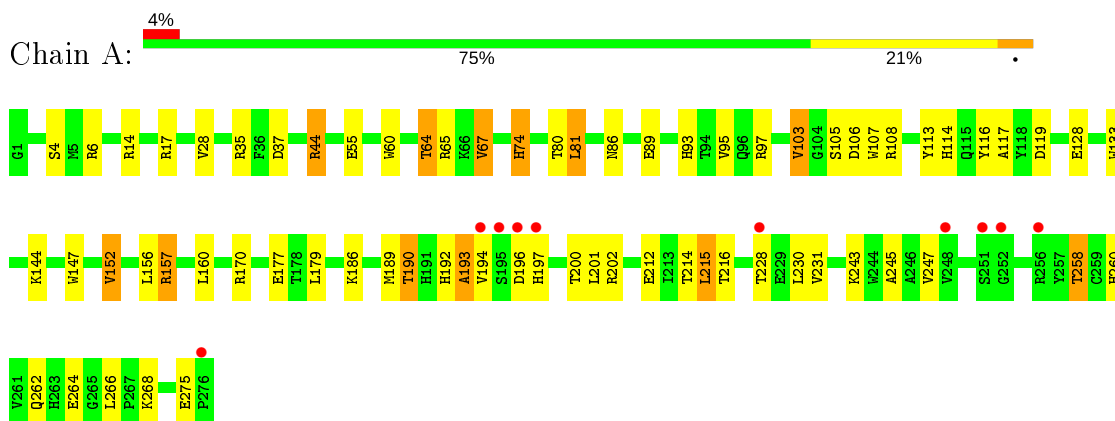 4%
Chain A:
75% 21% •
G1 S4 M5 R6 R14 R17 V28 R35 F36 D37 R44 E55 W60 T64 R65 K66 V67 H74 T80 L81 N86 E89 H93 T94 V95 Q96 R97 V103 G104 S105 D106 W107 R108 Y113 H114 Q115 Y116 A117 Y118 D119 E128 W133
K144 W147 V152 L156 R157 L160 R170 E177 T178 L179 K186 M189 T190 H191 H192 A193 V194 S195 D196 H197 T200 L201 R202 E212 I213 T214 L215 T216 T228 E229 L230 V231 K243 W244 A245 A246 V247 V248 S251 G252 R256 Y257 T258 C259 H260
V261 Q262 H263 E264 G265 L266 P267 K268 E275 P276